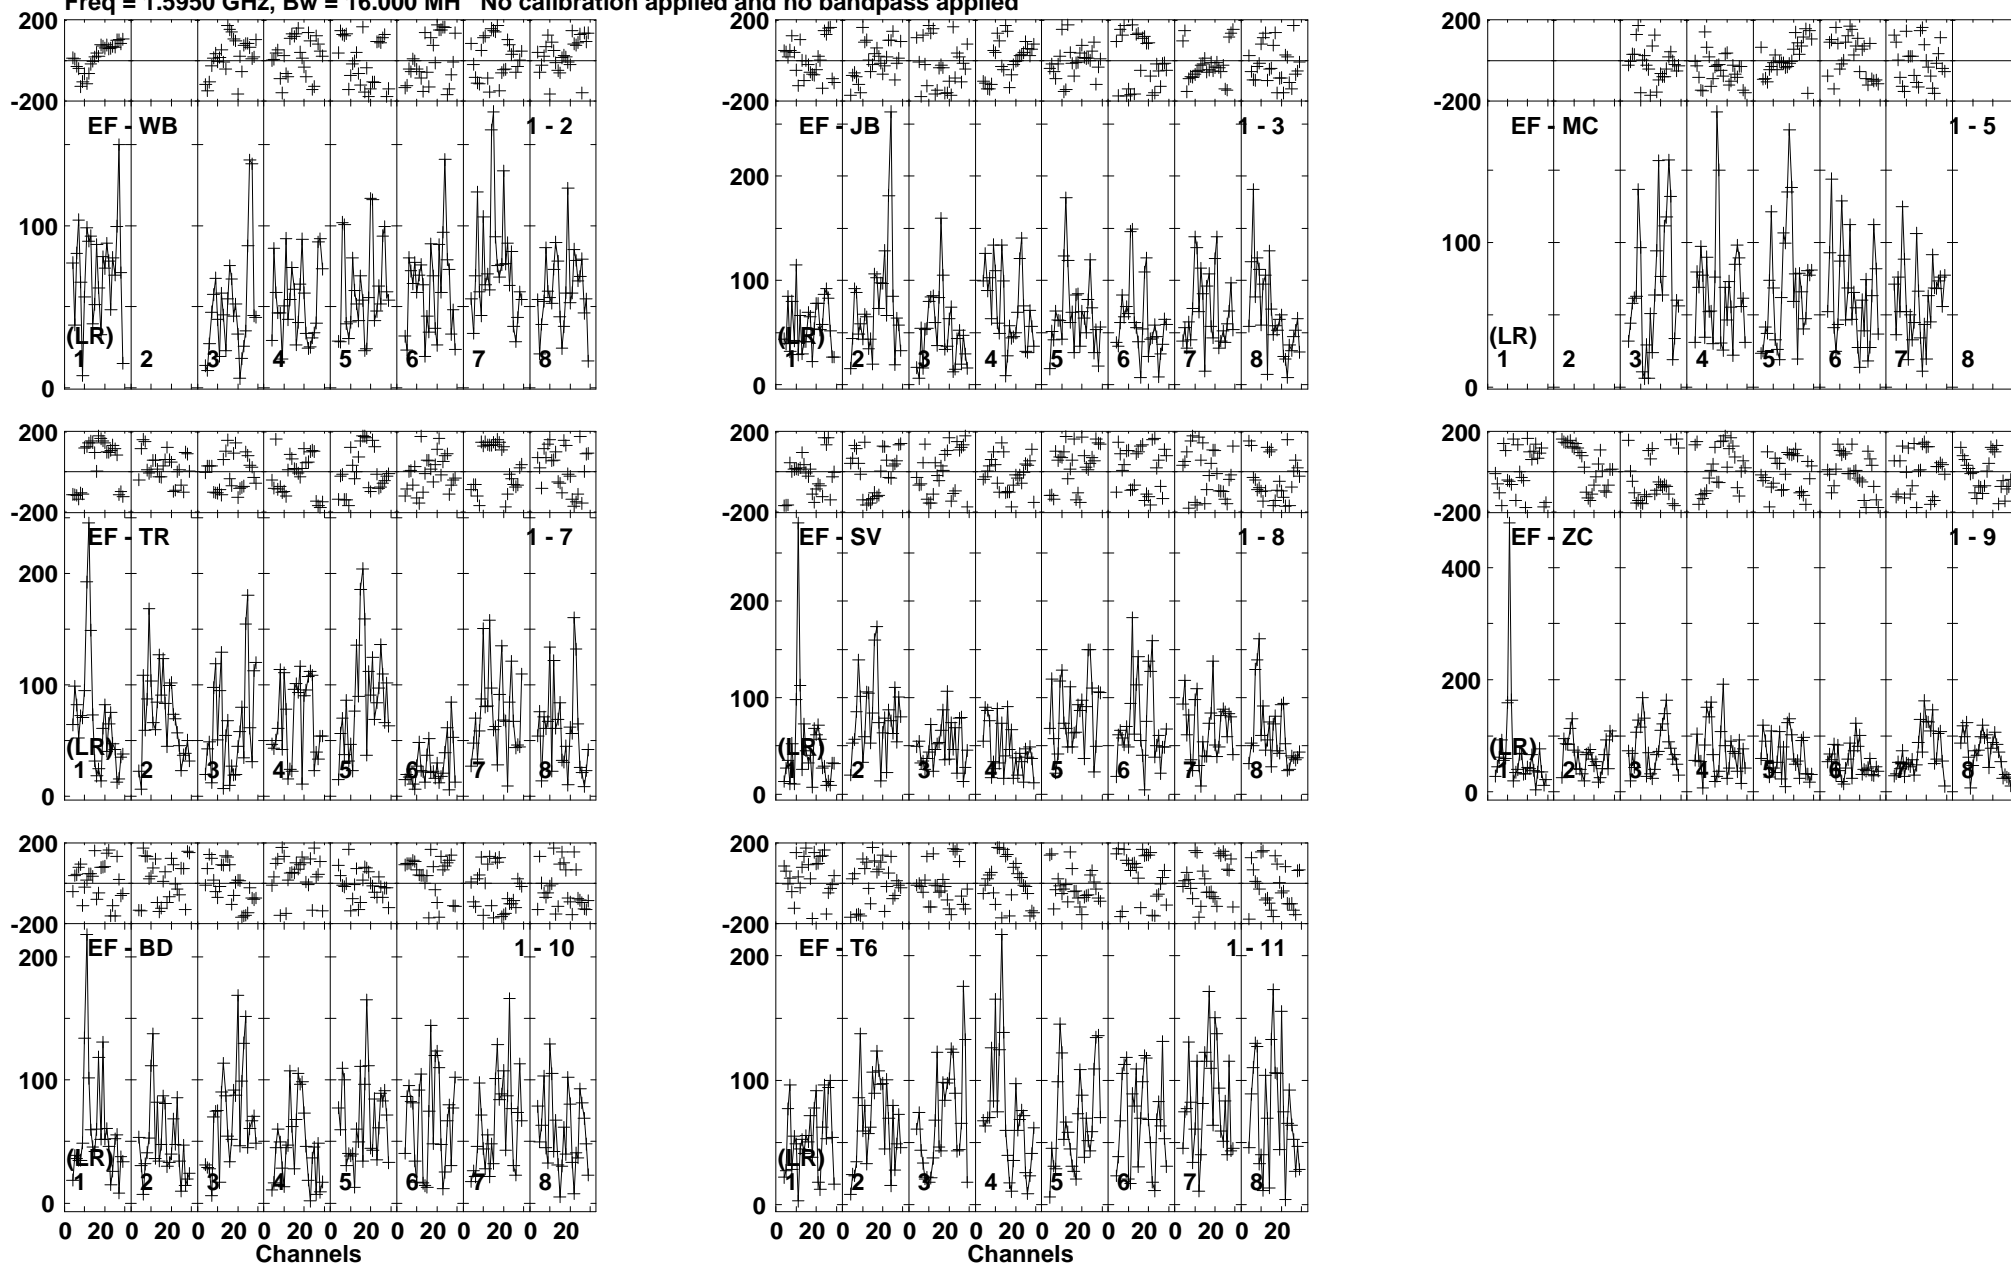 Freq = 1.5950 GHz, Bw = 16.000 MH No calibration applied and no bandpass applied
200
-200
EF - WB
1 - 2
100
0
(LR)
1 2 3 4 5 6 7 8
EF - JB
1 - 3
200
100
0
(LR)
1 2 3 4 5 6 7 8
200
-200
EF - MC
1 - 5
100
0
(LR)
1 2 3 4 5 6 7 8
200
-200
EF - TR
1 - 7
200
100
0
(LR)
1 2 3 4 5 6 7 8
200
-200
EF - SV
1 - 8
200
100
0
(LR)
1 2 3 4 5 6 7 8
200
-200
EF - ZC
1 - 9
400
200
0
(LR)
1 2 3 4 5 6 7 8
200
-200
EF - BD
1 - 10
200
100
0
(LR)
1 2 3 4 5 6 7 8
0 20 0 20 0 20 0 20 0 20 0 20 0 20 0 20
Channels
200
-200
EF - T6
1 - 11
200
100
0
(LR)
1 2 3 4 5 6 7 8
0 20 0 20 0 20 0 20 0 20 0 20 0 20 0 20
Channels